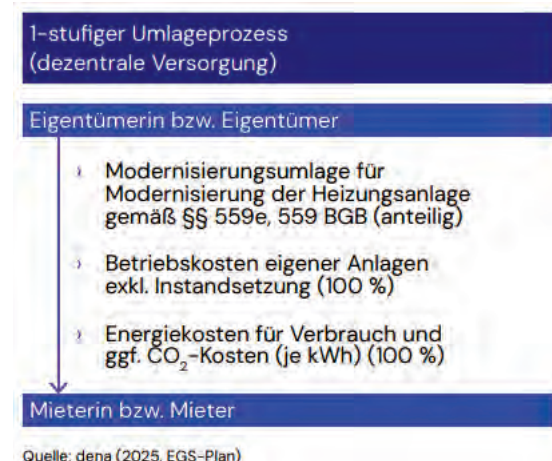 1-stufiger Umlageprozess
(dezentrale Versorgung)
Eigentümerin bzw. Eigentümer
Modernisierungsumlage für
Modernisierung der Heizungsanlage
gemäß §§ 559e, 559 BGB (anteilig)
Betriebskosten eigener Anlagen
exkl. Instandsetzung (100 %)
Energiekosten für Verbrauch und
ggf. CO₂-Kosten (je kWh) (100 %)
Mieterin bzw. Mieter
Quelle: dena (2025, EGS-Plan)